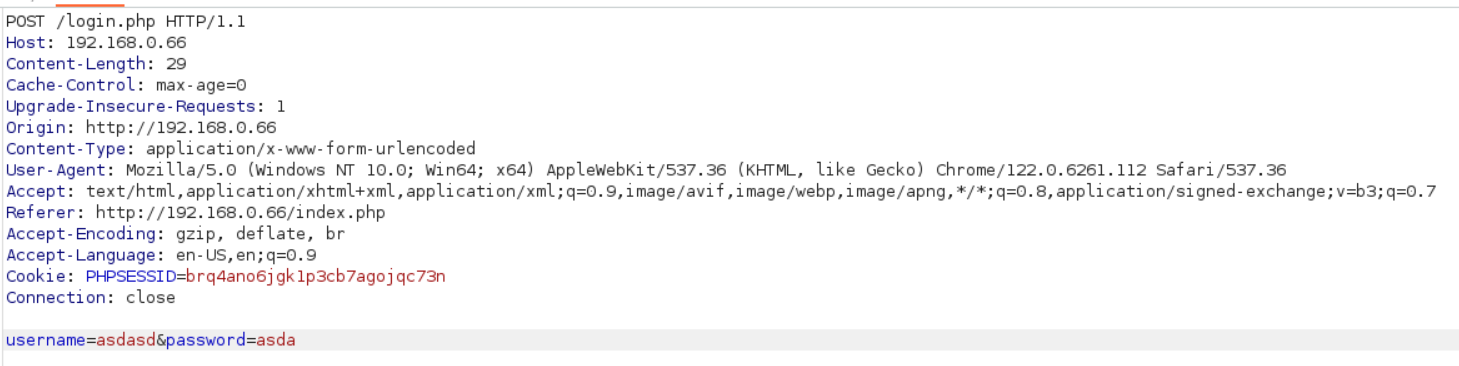 POST /login.php HTTP/1.1
Host: 192.168.0.66
Content-Length: 29
Cache-Control: max-age=0
Upgrade-Insecure-Requests: 1
Origin: http://192.168.0.66
Content-Type: application/x-www-form-urlencoded
User-Agent: Mozilla/5.0 (Windows NT 10.0; Win64; x64) AppleWebKit/537.36 (KHTML, like Gecko) Chrome/122.0.6261.112 Safari/537.36
Accept: text/html,application/xhtml+xml,application/xml;q=0.9,image/avif,image/webp,image/apng,*/*;q=0.8,application/signed-exchange;v=b3;q=0.7
Referer: http://192.168.0.66/index.php
Accept-Encoding: gzip, deflate, br
Accept-Language: en-US,en;q=0.9
Cookie: PHPSESSID=brq4ano6jgk1p3cb7agojqc73n
Connection: close
username=asdasd&password=asda